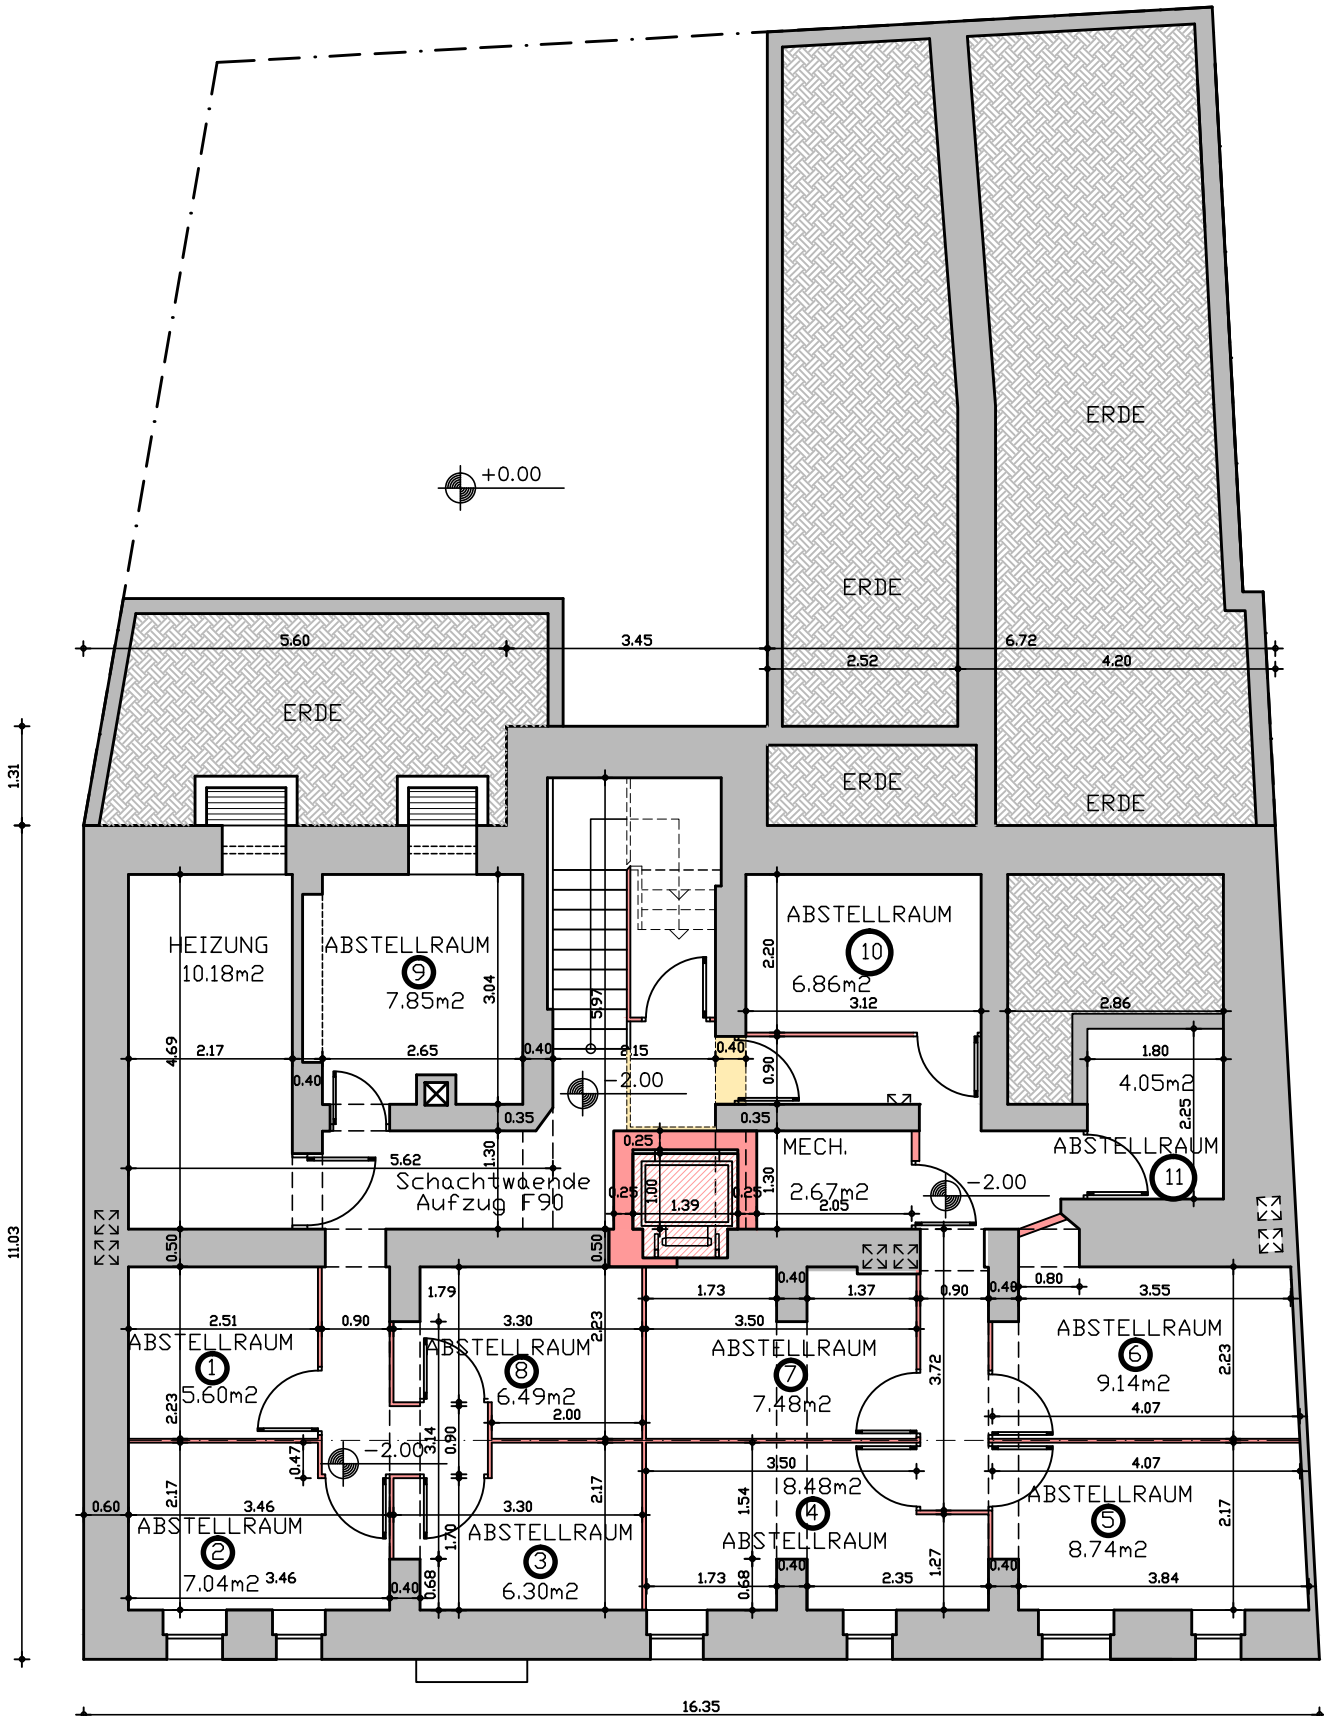 +0.00
ERDE
ERDE
5.60
3.45
6.72
2.52
4.20
ERDE
1.31
ERDE
ERDE
HEIZUNG
10.18m2
ABSTELLRAUM
9
7.85m2
3.04
ABSTELLRAUM
10
6.86m2
2.20
3.12
2.86
4.69
2.17
0.40
2.65
0.40
5.97
2.15
0.40
0.90
1.80
4.05m2
2.25
-2.00
0.35
0.35
ABSTELLRAUM
11
5.62
1.30
Schachtwaende
Aufzug F90
0.25
0.25
1.00
1.39
0.25
MECH.
1.30
2.67m2
2.05
-2.00
11.03
0.50
0.50
1.79
1.73
0.40
1.37
0.90
0.40
0.80
3.55
2.51
0.90
3.30
2.23
3.50
ABSTELLRAUM
1
5.60m2
2.23
ABSTELLRAUM
8
6.49m2
2.00
ABSTELLRAUM
7
7.48m2
3.72
ABSTELLRAUM
6
9.14m2
2.23
4.07
0.47
-2.00
3.14
0.90
3.50
4.07
0.60
2.17
3.46
ABSTELLRAUM
2
7.04m2
3.46
0.40
3.30
2.17
1.70
0.68
ABSTELLRAUM
3
6.30m2
8.48m2
4
ABSTELLRAUM
1.54
0.68
1.73
0.40
2.35
1.27
0.40
ABSTELLRAUM
5
8.74m2
2.17
3.84
16.35